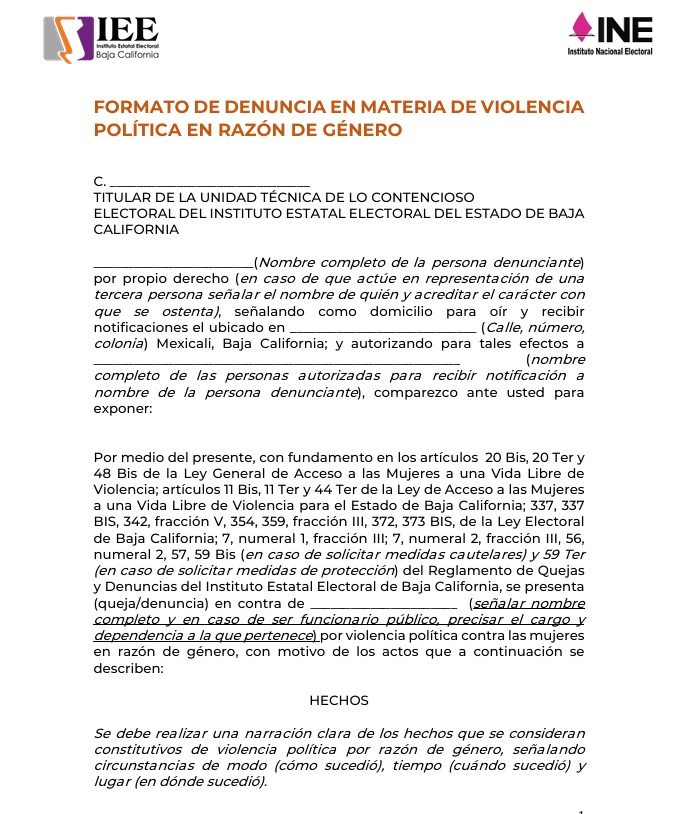 IEE
Instituto Estatal Electoral
Baja California
INE
Instituto Nacional Electoral
FORMATO DE DENUNCIA EN MATERIA DE VIOLENCIA
POLÍTICA EN RAZÓN DE GÉNERO
C. ____________________________
TITULAR DE LA UNIDAD TÉCNICA DE LO CONTENCIOSO
ELECTORAL DEL INSTITUTO ESTATAL ELECTORAL DEL ESTADO DE BAJA
CALIFORNIA
______________________(Nombre completo de la persona denunciante)
por propio derecho (en caso de que actúe en representación de una
tercera persona señalar el nombre de quién y acreditar el carácter con
que se ostenta), señalando como domicilio para oír y recibir
notificaciones el ubicado en __________________________ (Calle, número,
colonia) Mexicali, Baja California; y autorizando para tales efectos a
___________________________________________________ (nombre
completo de las personas autorizadas para recibir notificación a
nombre de la persona denunciante), comparezco ante usted para
exponer:
Por medio del presente, con fundamento en los artículos 20 Bis, 20 Ter y
48 Bis de la Ley General de Acceso a las Mujeres a una Vida Libre de
Violencia; artículos 11 Bis, 11 Ter y 44 Ter de la Ley de Acceso a las Mujeres
a una Vida Libre de Violencia para el Estado de Baja California; 337, 337
BIS, 342, fracción V, 354, 359, fracción III, 372, 373 BIS, de la Ley Electoral
de Baja California; 7, numeral 1, fracción III; 7, numeral 2, fracción III, 56,
numeral 2, 57, 59 Bis (en caso de solicitar medidas cautelares) y 59 Ter
(en caso de solicitar medidas de protección) del Reglamento de Quejas
y Denuncias del Instituto Estatal Electoral de Baja California, se presenta
(queja/denuncia) en contra de ____________________ (señalar nombre
completo y en caso de ser funcionario público, precisar el cargo y
dependencia a la que pertenece) por violencia política contra las mujeres
en razón de género, con motivo de los actos que a continuación se
describen:
HECHOS
Se debe realizar una narración clara de los hechos que se consideran
constitutivos de violencia política por razón de género, señalando
circunstancias de modo (cómo sucedió), tiempo (cuándo sucedió) y
lugar (en dónde sucedió).
1